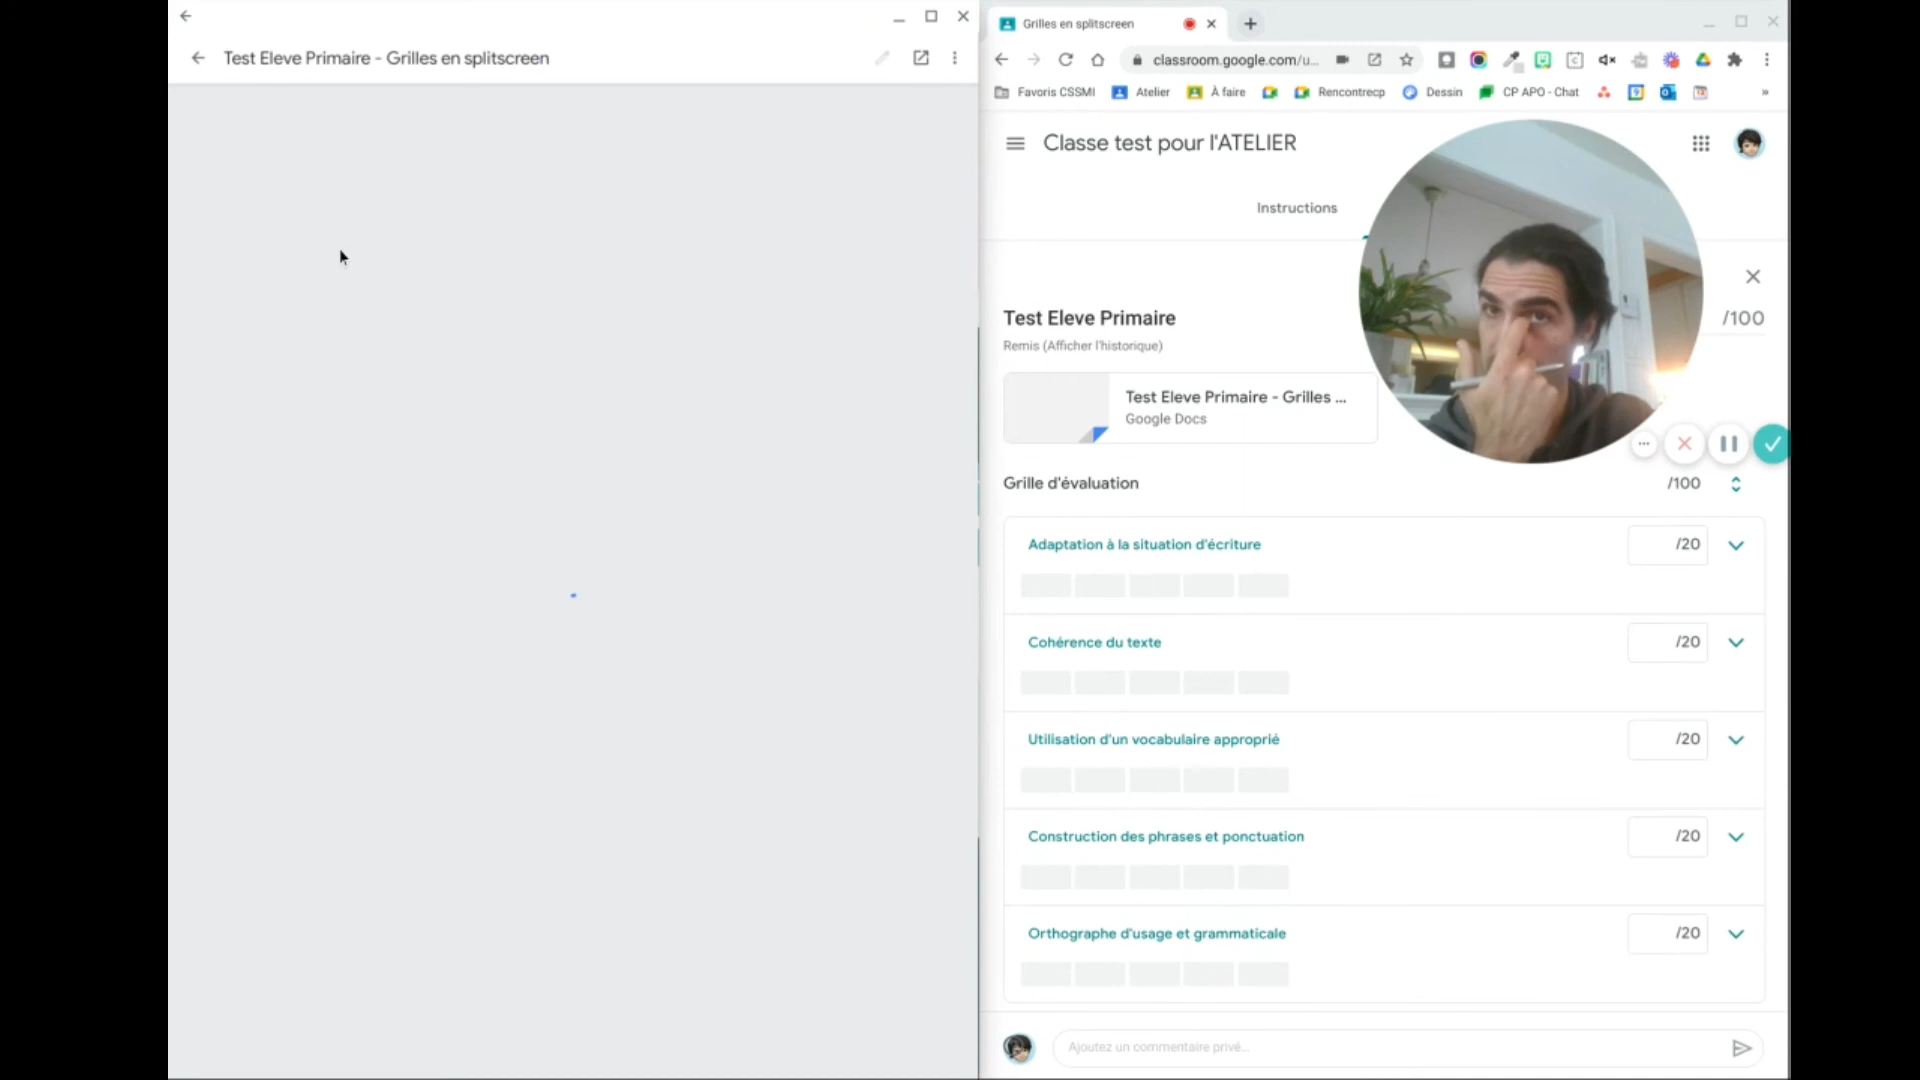 Test Eleve Primaire - Grilles en splitscreen
Grilles en splitscreen
classroom.google.com/u...
Favoris CSSMI
Atelier
À faire
Rencontrecp
Dessin
CP APO - Chat
»
Classe test pour l'ATELIER
Instructions
Test Eleve Primaire
/100
Remis (Afficher l'historique)
Test Eleve Primaire - Grilles ...
Google Docs
Grille d'évaluation
/100
Adaptation à la situation d'écriture
/20
Cohérence du texte
/20
Utilisation d'un vocabulaire approprié
/20
Construction des phrases et ponctuation
/20
Orthographe d'usage et grammaticale
/20
Ajoutez un commentaire privé...